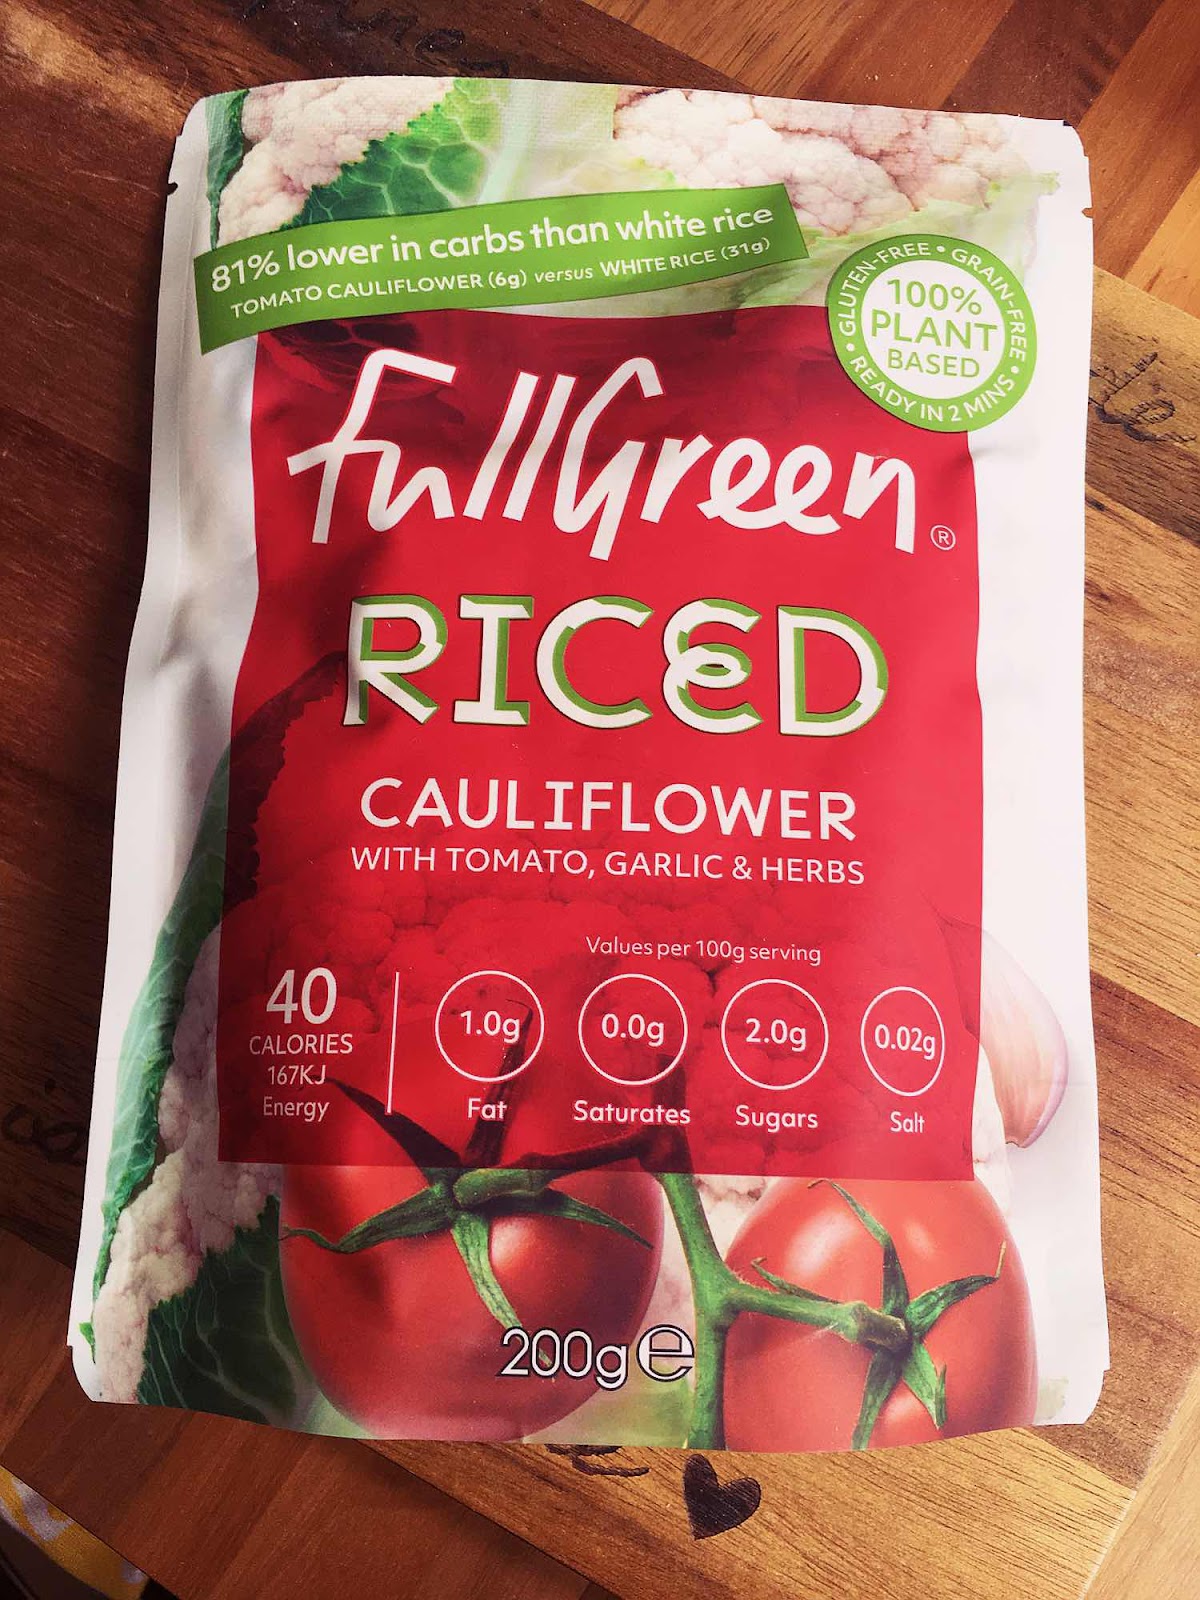 81% lower in carbs than white rice
TOMATO CAULIFLOWER (6g) versus WHITE RICE (31g)
GLUTEN-FREE • GRAIN-FREE •
100%
PLANT
BASED
READY IN 2 MINS •
FullGreen®
RICED
CAULIFLOWER
WITH TOMATO, GARLIC & HERBS
Values per 100g serving
40
CALORIES
167KJ
Energy
1.0g
Fat
0.0g
Saturates
2.0g
Sugars
0.02g
Salt
200g ℮